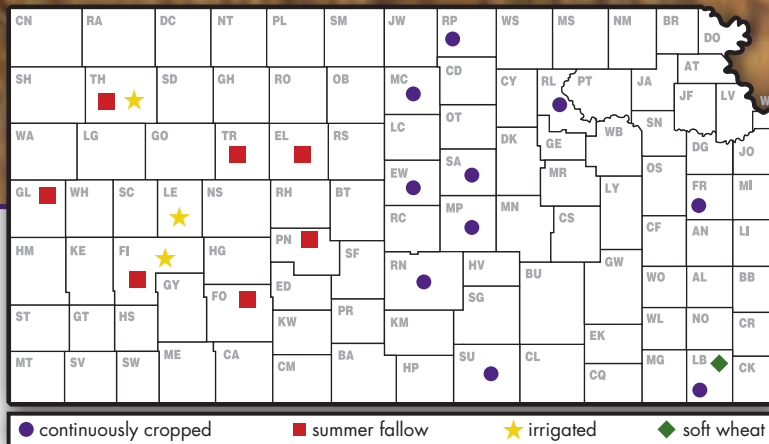 CN RA DC NT PL SM JW RP WS MS NM BR DO
SH TH SD GH RO OB MC CD CY RL PT JA AT
JF LV
WA LG GO TR EL RS LC OT DK GE WB SN DG JO
GL WH SC LE NS RH BT EW SA MR LY OS FR MI
HM KE FI HG PN SF RC MP MN CS CF AN LI
GY FO ED RN HV SG BU GW WO AL BB
ST GT HS KW PR KM EK WL NO CR
MT SV SW ME CA CM BA HP SU CL CQ MG LB CK
continuously cropped summer fallow irrigated soft wheat